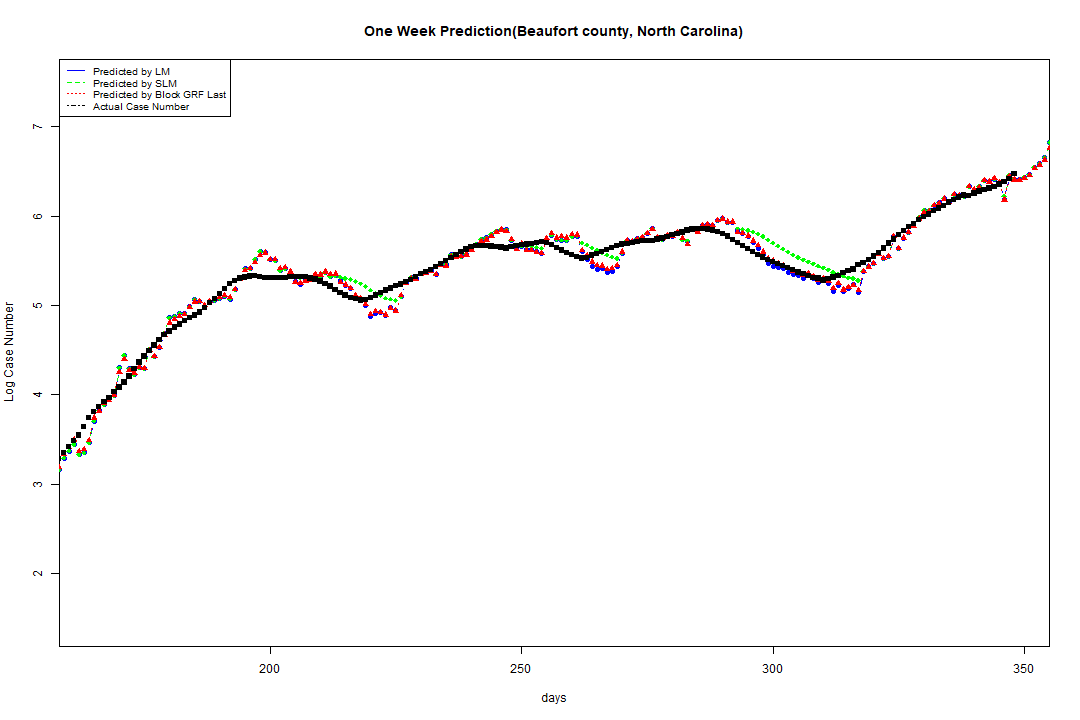 One Week Prediction(Beaufort county, North Carolina)
Predicted by LM
Predicted by SLM
Predicted by Block GRF Last
Actual Case Number
7
6
5
4
3
2
Log Case Number
200 250 300 350
days